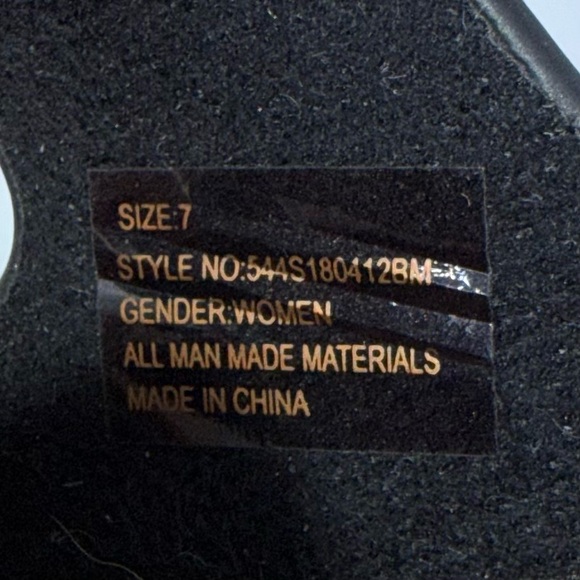 SIZE:7
STYLE NO:544S180412BM
GENDER:WOMEN
ALL MAN MADE MATERIALS
MADE IN CHINA